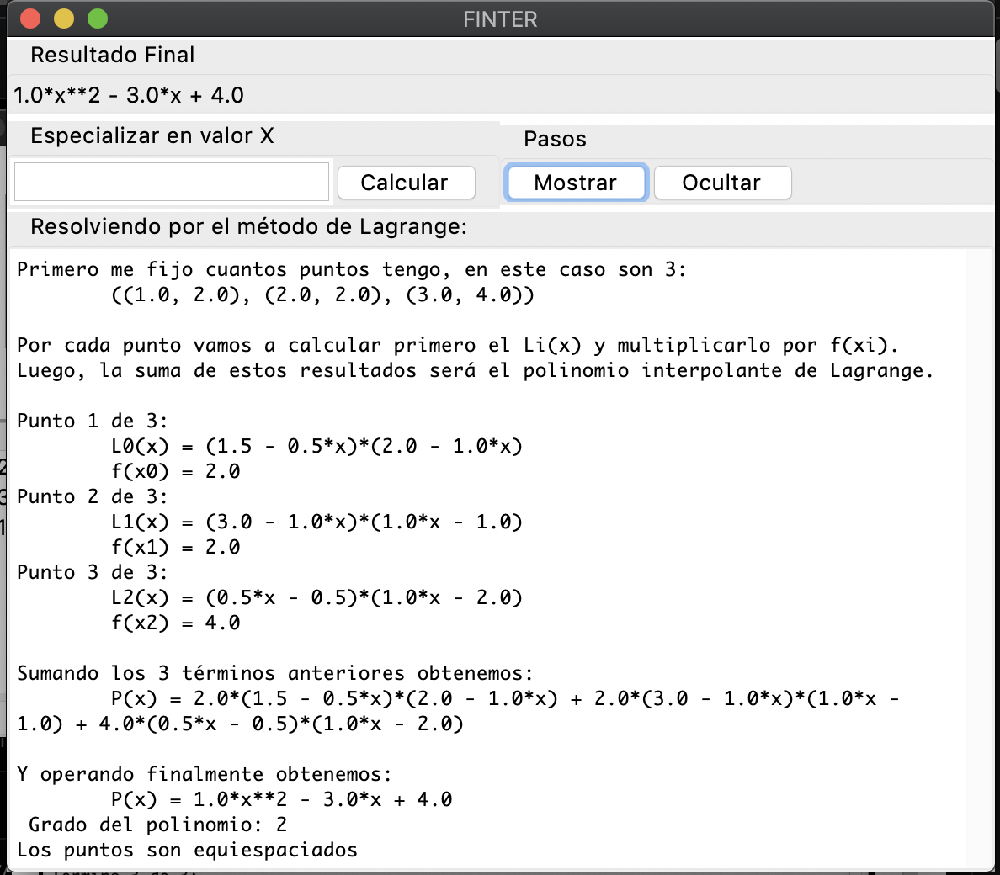 FINTER
Resultado Final
1.0*x**2 - 3.0*x + 4.0
Especializar en valor X
Pasos
Calcular
Mostrar
Ocultar
Resolviendo por el método de Lagrange:
Primero me fijo cuantos puntos tengo, en este caso son 3:
((1.0, 2.0), (2.0, 2.0), (3.0, 4.0))
Por cada punto vamos a calcular primero el Li(x) y multiplicarlo por f(xi).
Luego, la suma de estos resultados será el polinomio interpolante de Lagrange.
Punto 1 de 3:
L0(x) = (1.5 - 0.5*x)*(2.0 - 1.0*x)
f(x0) = 2.0
Punto 2 de 3:
L1(x) = (3.0 - 1.0*x)*(1.0*x - 1.0)
f(x1) = 2.0
Punto 3 de 3:
L2(x) = (0.5*x - 0.5)*(1.0*x - 2.0)
f(x2) = 4.0
Sumando los 3 términos anteriores obtenemos:
P(x) = 2.0*(1.5 - 0.5*x)*(2.0 - 1.0*x) + 2.0*(3.0 - 1.0*x)*(1.0*x -
1.0) + 4.0*(0.5*x - 0.5)*(1.0*x - 2.0)
Y operando finalmente obtenemos:
P(x) = 1.0*x**2 - 3.0*x + 4.0
Grado del polinomio: 2
Los puntos son equiespaciados